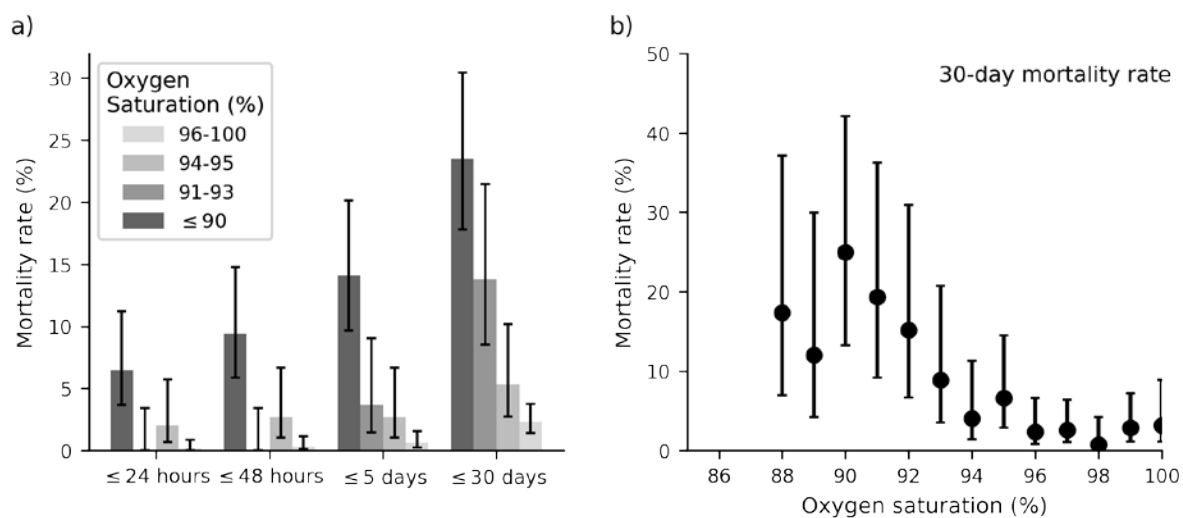 a)
Mortality rate (%)
30
25
20
15
10
5
0
Oxygen
Saturation (%)
96-100
94-95
91-93
≤ 90
≤ 24 hours ≤ 48 hours ≤ 5 days ≤ 30 days
b)
30-day mortality rate
Mortality rate (%)
50
40
30
20
10
0
86 88 90 92 94 96 98 100
Oxygen saturation (%)